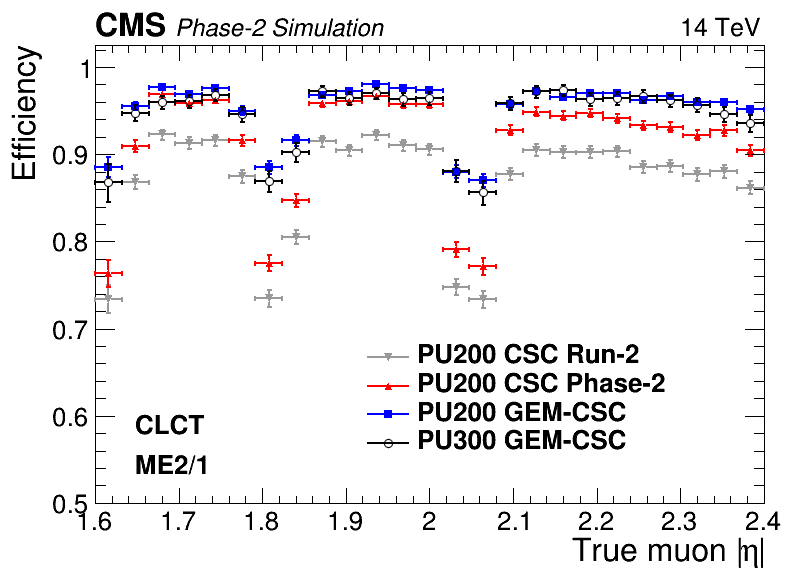 CMS Phase-2 Simulation 14 TeV
Efficiency
1
0.9
0.8
0.7
0.6
0.5
PU200 CSC Run-2
PU200 CSC Phase-2
PU200 GEM-CSC
PU300 GEM-CSC
CLCT
ME2/1
1.6 1.7 1.8 1.9 2 2.1 2.2 2.3 2.4
True muon |η|